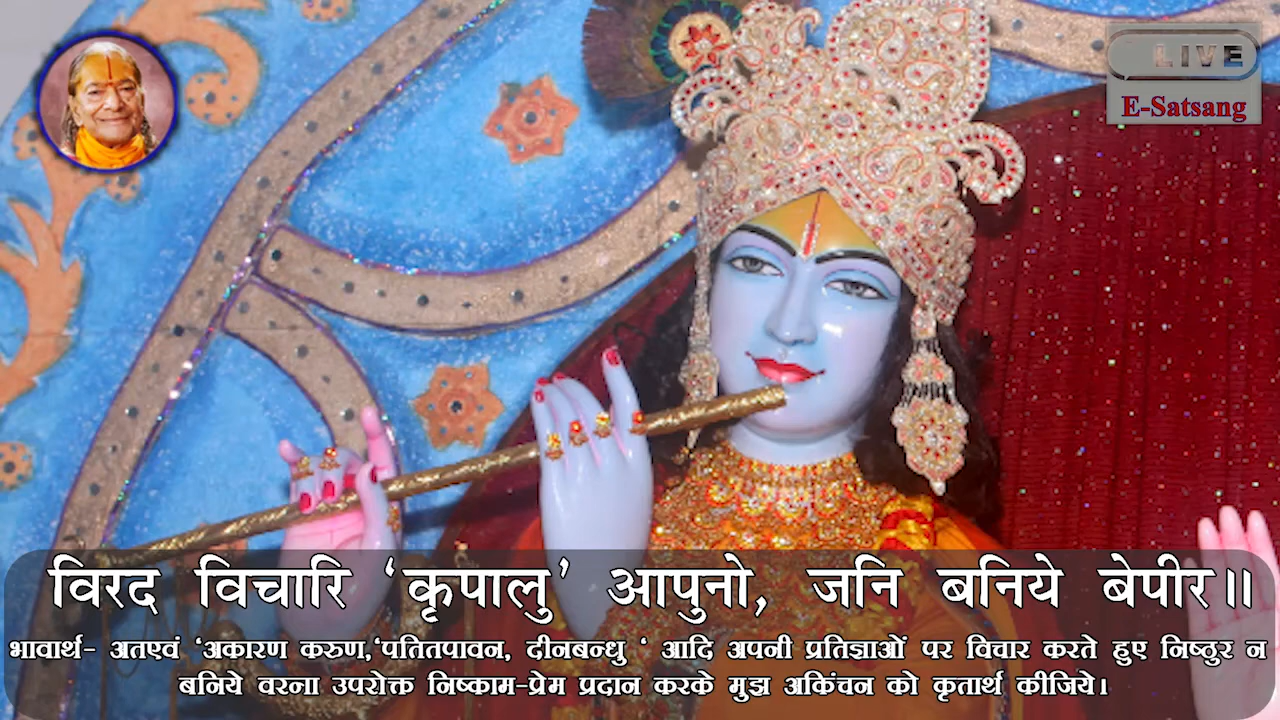 LIVE
E-Satsang
विरद विचारि ‘कृपालु’ आपुनो, जनि बनिये बेपीर॥
भावार्थ- अतएवं ‘अकारण करुण,‘पतितपावन, दीनबन्धु ‘ आदि अपनी प्रतिज्ञाओं पर विचार करते हुए निष्ठुर न
बनिये वरना उपरोक्त निष्काम-प्रेम प्रदान करके मुझ अकिंचन को कृतार्थ कीजिये।